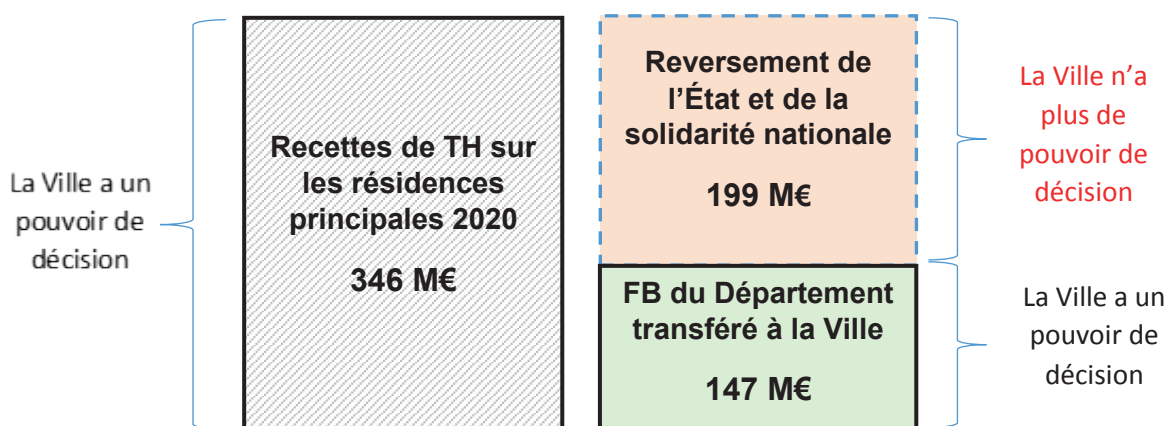 La Ville a un
pouvoir de
décision
Recettes de TH sur
les résidences
principales 2020
346 M€
Reversement de
l'État et de la
solidarité nationale
199 M€
FB du Département
transféré à la Ville
147 M€
La Ville n'a
plus de
pouvoir de
décision
La Ville a un
pouvoir de
décision